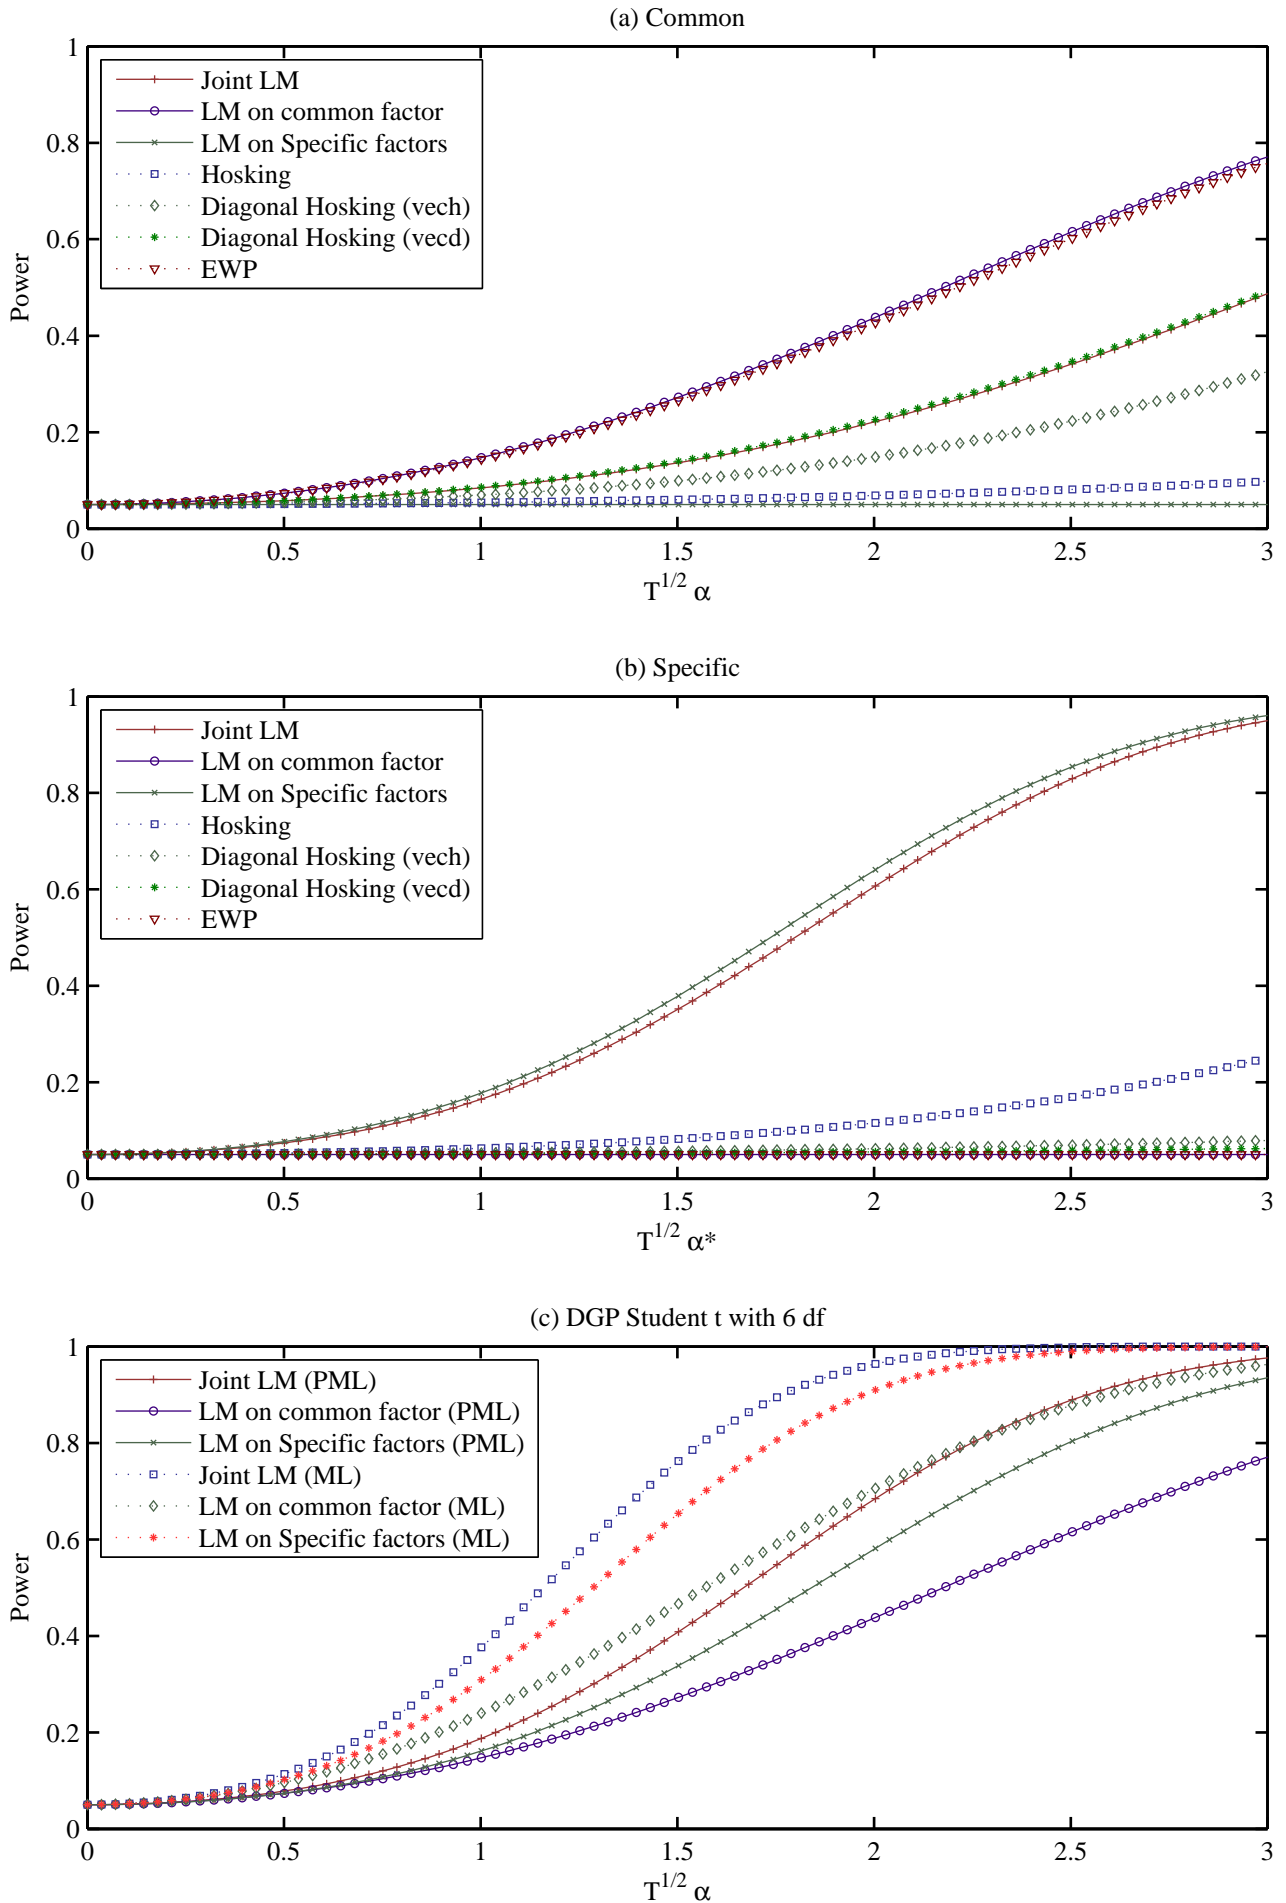 (a) Common
1
0.8
0.6
0.4
0.2
0
Power
Joint LM
LM on common factor
LM on Specific factors
Hosking
Diagonal Hosking (vech)
Diagonal Hosking (vecd)
EWP
0 0.5 1 1.5 2 2.5 3
T^{1/2} α
(b) Specific
1
0.8
0.6
0.4
0.2
0
Power
Joint LM
LM on common factor
LM on Specific factors
Hosking
Diagonal Hosking (vech)
Diagonal Hosking (vecd)
EWP
0 0.5 1 1.5 2 2.5 3
T^{1/2} α*
(c) DGP Student t with 6 df
1
0.8
0.6
0.4
0.2
0
Power
Joint LM (PML)
LM on common factor (PML)
LM on Specific factors (PML)
Joint LM (ML)
LM on common factor (ML)
LM on Specific factors (ML)
0 0.5 1 1.5 2 2.5 3
T^{1/2} α